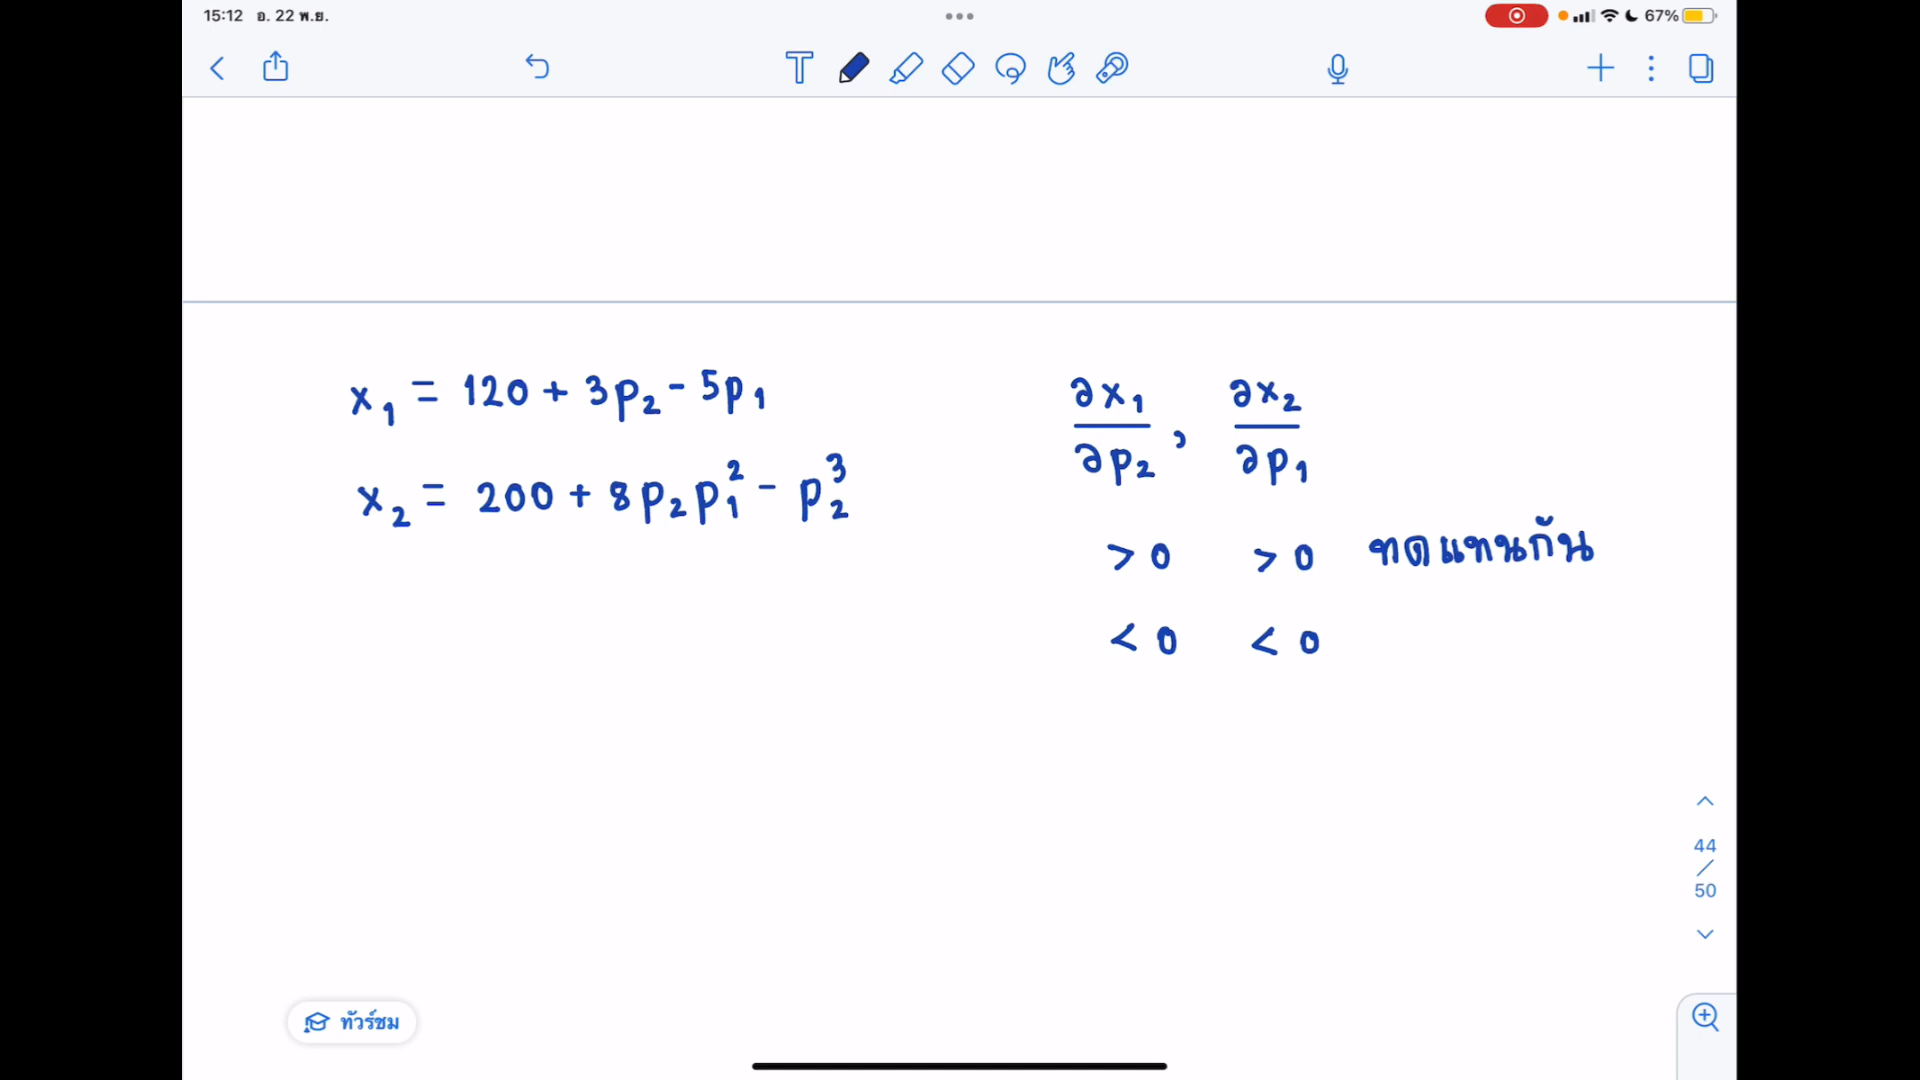 15:12 อ. 22 พ.ย. 67%
x₁ = 120 + 3p₂ - 5p₁
x₂ = 200 + 8p₂p₁² - p₂³
∂x₁/∂p₂ , ∂x₂/∂p₁
> 0 > 0 ทดแทนกัน
< 0 < 0
44
/
50
ทัวร์ชม